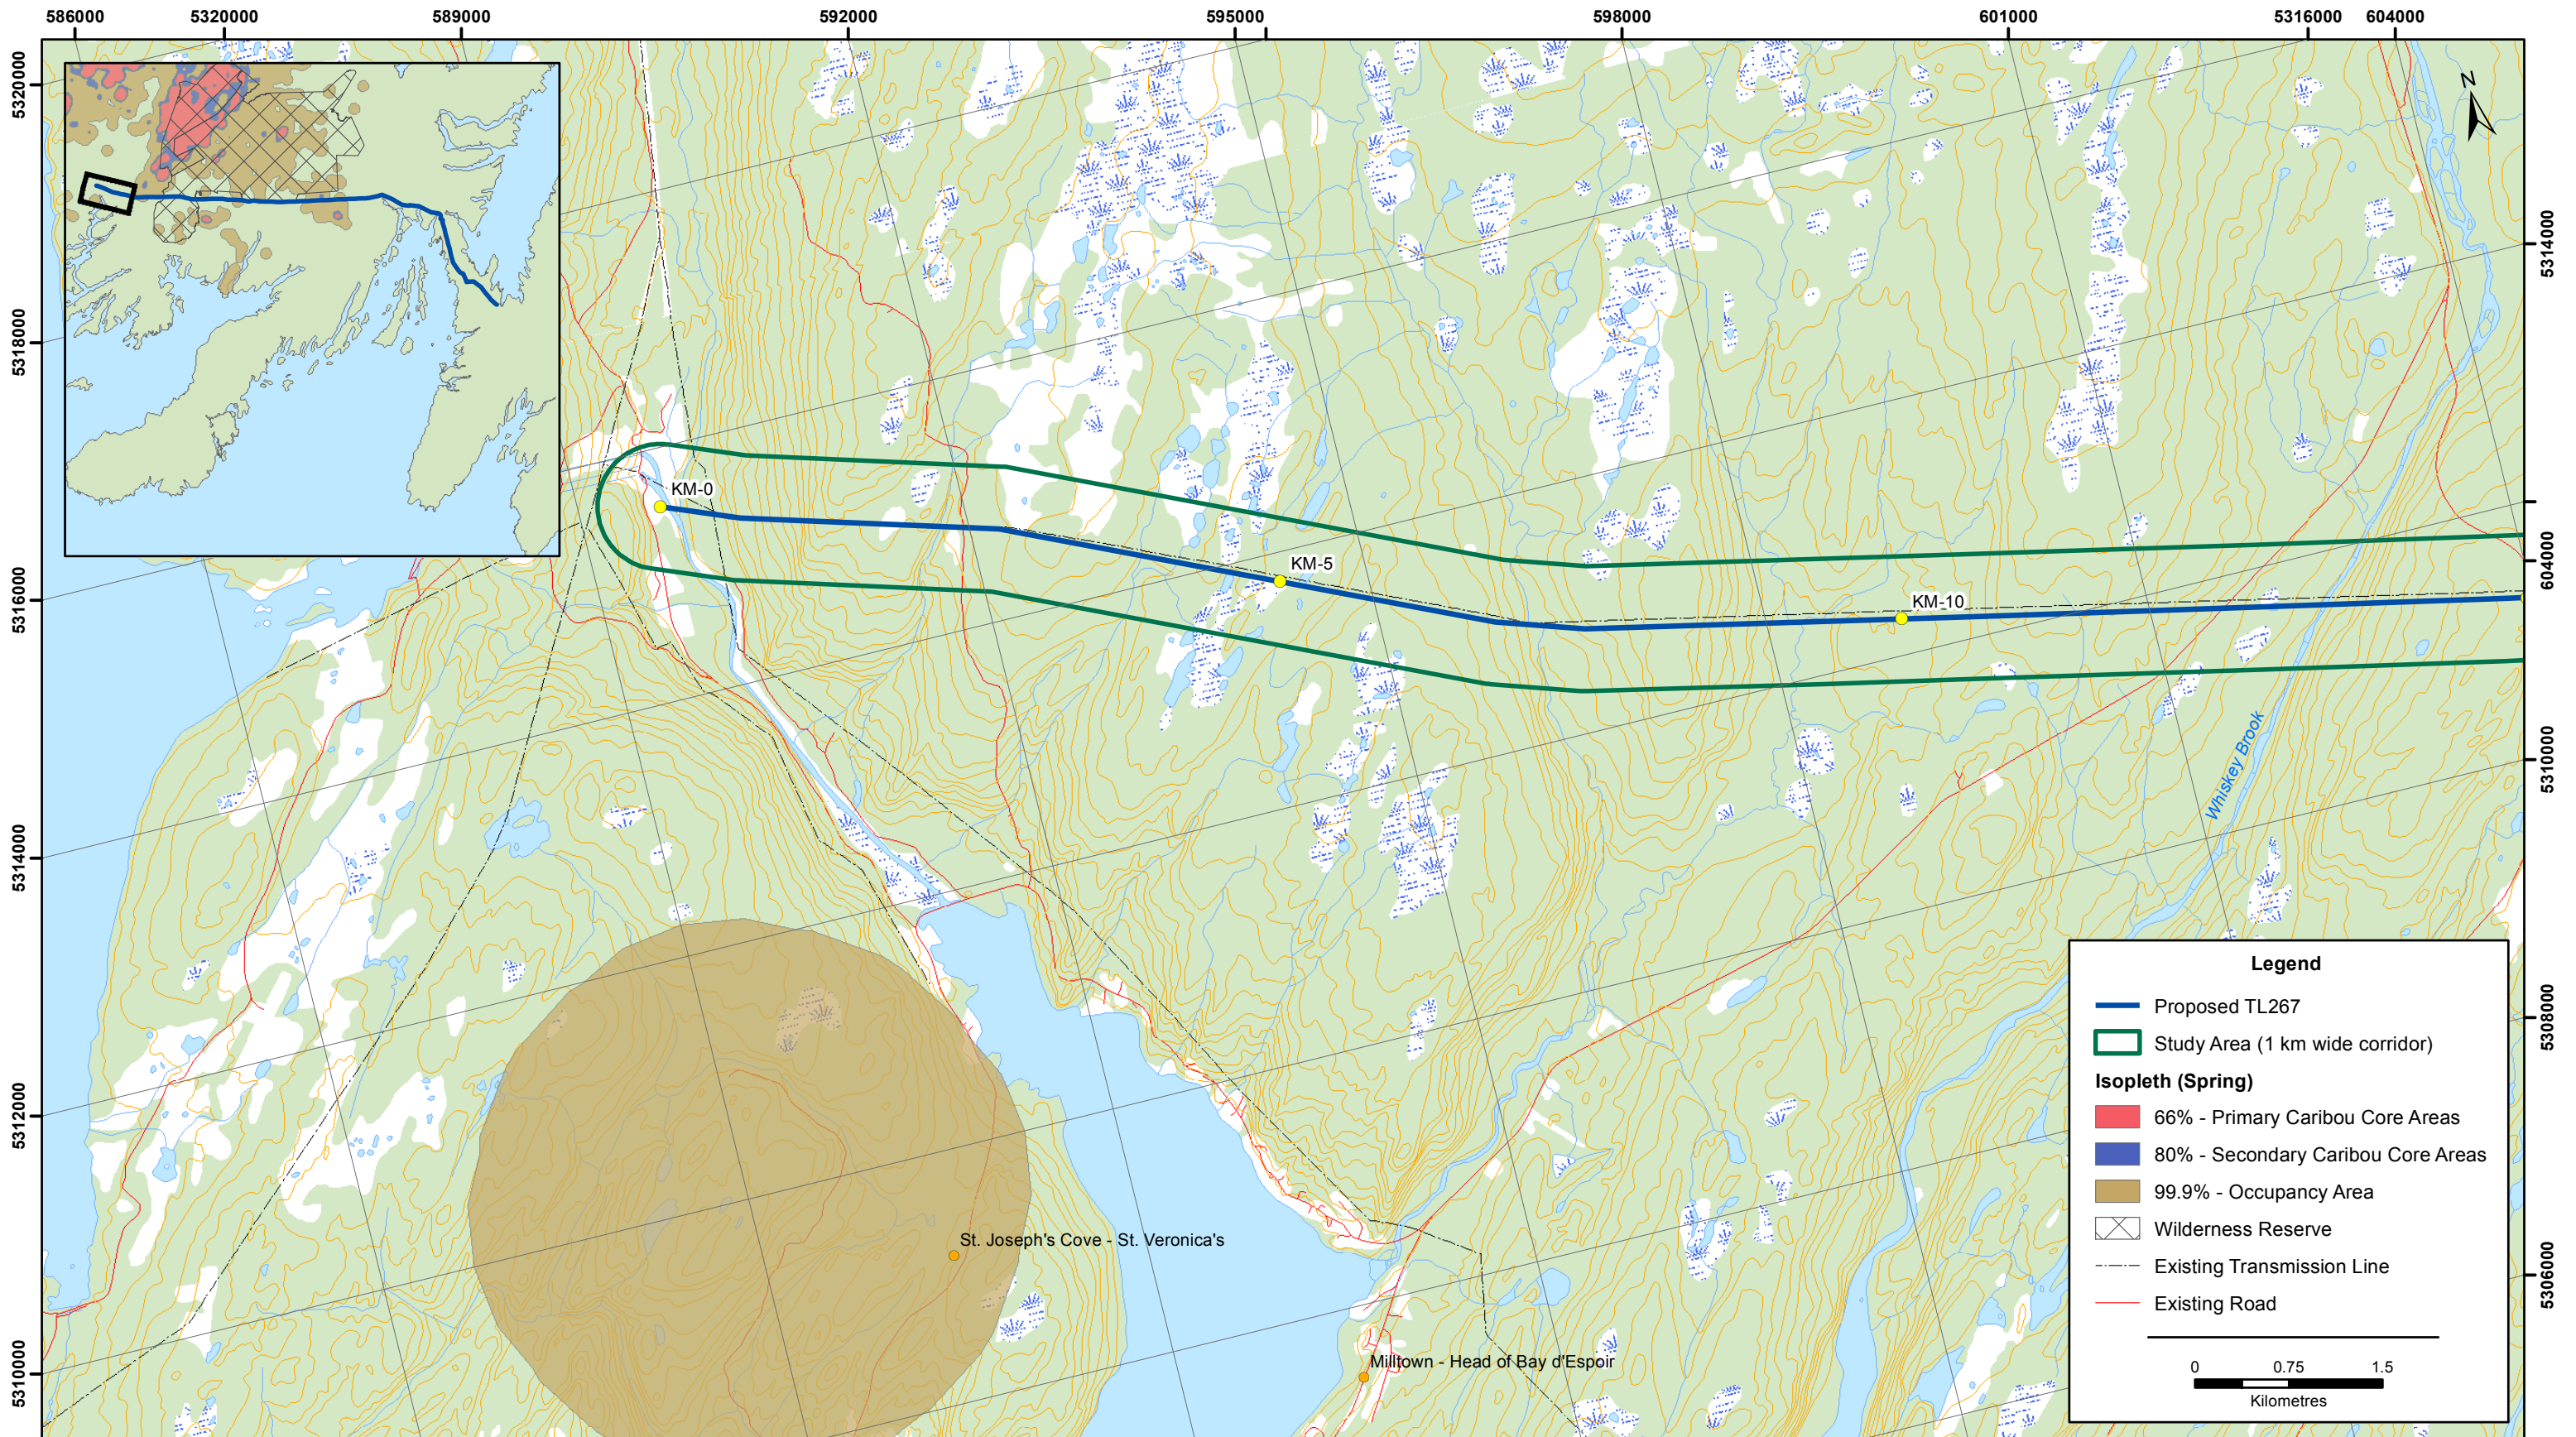 586000 5320000 589000 592000 595000 598000 601000 5316000 604000
5320000
5318000
5316000
5314000
5312000
5310000
N
5314000
604000
5310000
5308000
5306000
KM-0
KM-5
KM-10
Whiskey Brook
St. Joseph's Cove - St. Veronica's
Milltown - Head of Bay d'Espoir
Legend
Proposed TL267
Study Area (1 km wide corridor)
Isopleth (Spring)
66% - Primary Caribou Core Areas
80% - Secondary Caribou Core Areas
99.9% - Occupancy Area
Wilderness Reserve
Existing Transmission Line
Existing Road
0 0.75 1.5
Kilometres